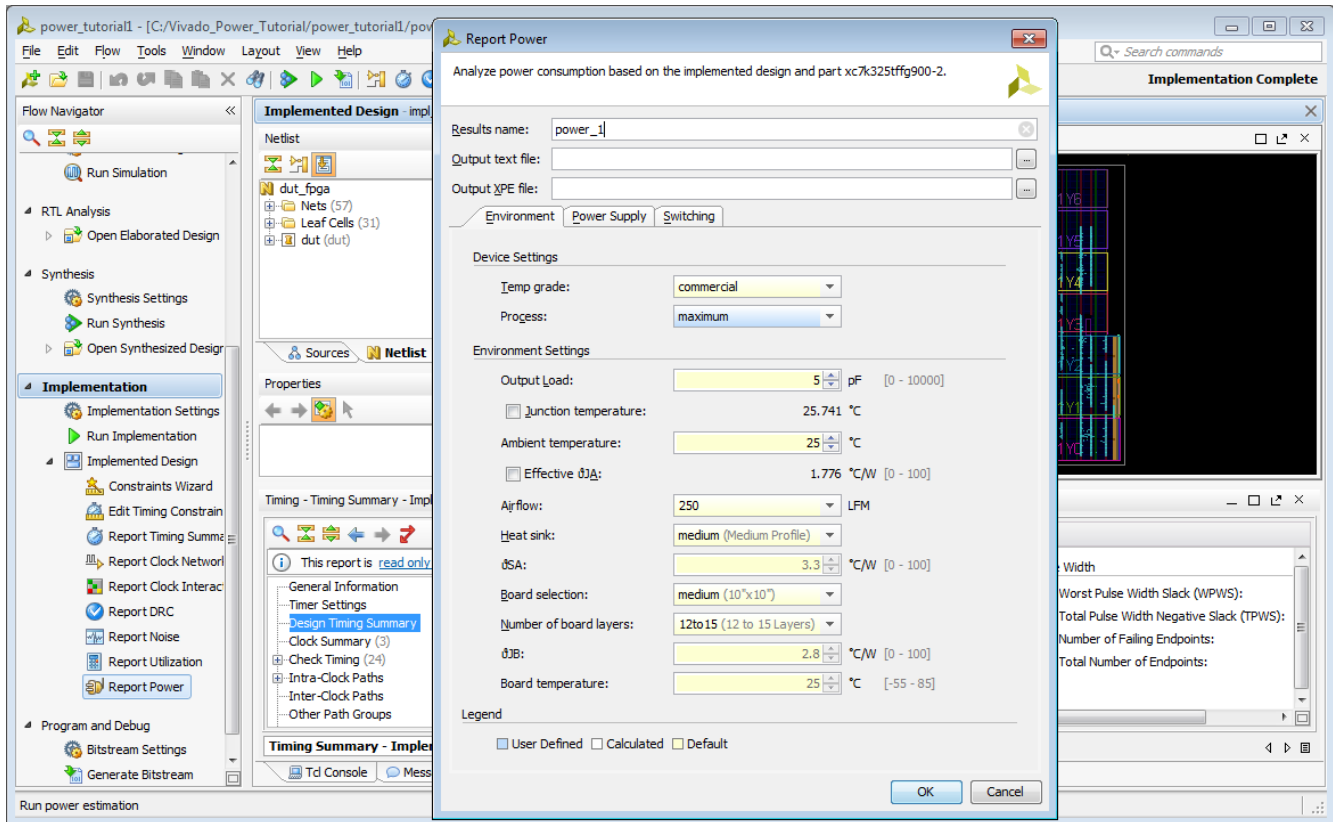 power_tutorial1 - [C:/Vivado_Power_Tutorial/power_tutorial1/pow
File Edit Flow Tools Window Layout View Help
Search commands
Implementation Complete
Flow Navigator
Run Simulation
RTL Analysis
Open Elaborated Design
Synthesis
Synthesis Settings
Run Synthesis
Open Synthesized Design
Implementation
Implementation Settings
Run Implementation
Implemented Design
Constraints Wizard
Edit Timing Constrain
Report Timing Summa
Report Clock Networl
Report Clock Interac
Report DRC
Report Noise
Report Utilization
Report Power
Program and Debug
Bitstream Settings
Generate Bitstream
Run power estimation
Implemented Design - impl
Netlist
dut_fpga
Nets (57)
Leaf Cells (31)
dut (dut)
Sources Netlist
Properties
Timing - Timing Summary - Impl
This report is read only
General Information
Timer Settings
Design Timing Summary
Clock Summary (3)
Check Timing (24)
Intra-Clock Paths
Inter-Clock Paths
Other Path Groups
Timing Summary - Impler
Tcl Console Mess
Report Power
Analyze power consumption based on the implemented design and part xc7k325tffg900-2.
Results name: power_1
Output text file:
Output XPE file:
Environment Power Supply Switching
Device Settings
Temp grade: commercial
Process: maximum
Environment Settings
Output Load: 5 pF [0 - 10000]
Junction temperature: 25.741 °C
Ambient temperature: 25 °C
Effective ϑJA: 1.776 °C/W [0 - 100]
Airflow: 250 LFM
Heat sink: medium (Medium Profile)
ϑSA: 3.3 °C/W [0 - 100]
Board selection: medium (10"x10")
Number of board layers: 12to15 (12 to 15 Layers)
ϑJB: 2.8 °C/W [0 - 100]
Board temperature: 25 °C [-55 - 85]
Legend
User Defined Calculated Default
OK Cancel
Y6
Y5
Y4
Y3
Y2
Y1
Y0
Width
Worst Pulse Width Slack (WPWS):
Total Pulse Width Negative Slack (TPWS):
Number of Failing Endpoints:
Total Number of Endpoints: